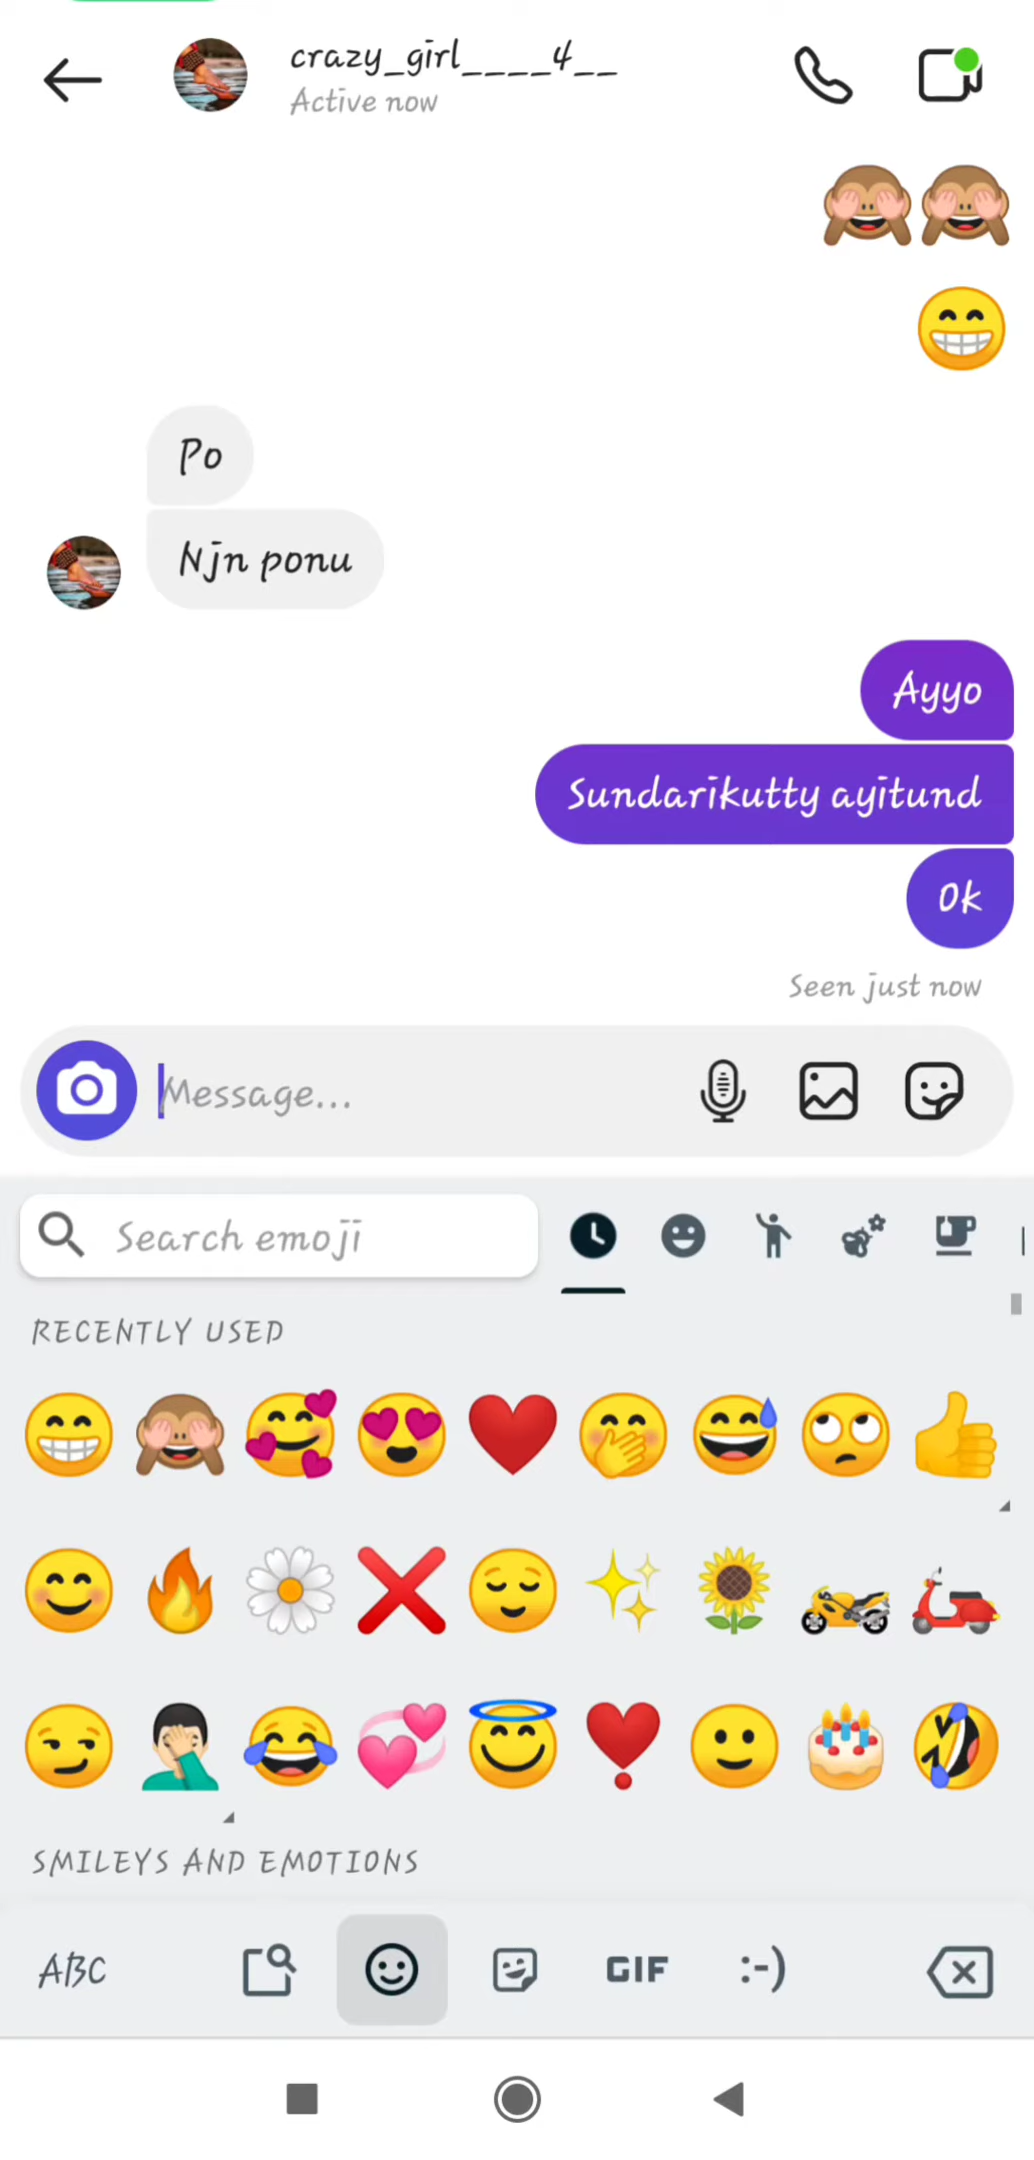 crazy_girl____4__
Active now
🙈🙈
😁
Po
Njn ponu
Ayyo
Sundarikutty ayitund
Ok
Seen just now
Message...
Search emoji
RECENTLY USED
SMILEYS AND EMOTIONS
ABC GIF :-)